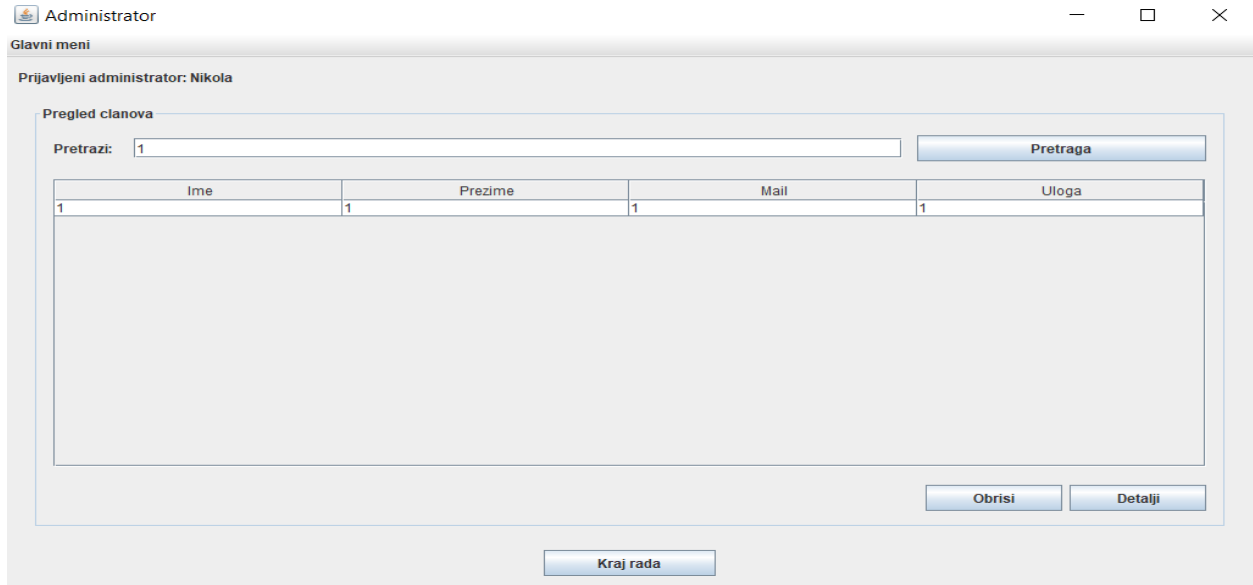 Administrator
Glavni meni
Prijavljeni administrator: Nikola
Pregled clanova
Pretrazi: 1 Pretraga
Ime Prezime Mail Uloga
1 1 1 1
Obrisi Detalji
Kraj rada